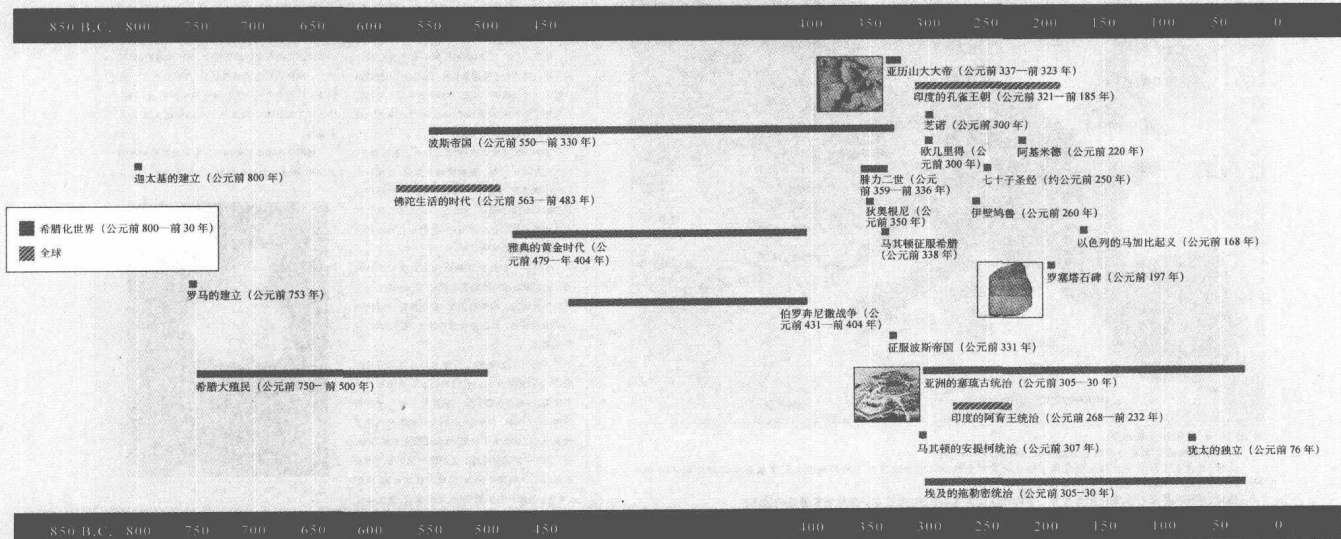 850 B.C. 800 750 700 650 600 550 500 450 400 350 300 250 200 150 100 50 0
亚历山大大帝（公元前 337—前 323 年）
印度的孔雀王朝（公元前 321—前 185 年）
芝诺（公元前 300 年）
波斯帝国（公元前 550—前 330 年）
欧几里得（公
元前 300 年）
阿基米德（公元前 220 年）
迦太基的建立（公元前 800 年）
腓力二世（公元
前 359—前 336 年）
七十子圣经（约公元前 250 年）
佛陀生活的时代（公元前 563—前 483 年）
狄奥根尼（公
元前 350 年）
伊壁鸠鲁（公元前 260 年）
希腊化世界（公元前 800—前 30 年）
全球
雅典的黄金时代（公
元前 479—年 404 年）
马其顿征服希腊
（公元前 338 年）
以色列的马加比起义（公元前 168 年）
罗塞塔石碑（公元前 197 年）
罗马的建立（公元前 753 年）
伯罗奔尼撒战争（公
元前 431—前 404 年）
征服波斯帝国（公元前 331 年）
希腊大殖民（公元前 750—前 500 年）
亚洲的塞琉古统治（公元前 305—30 年）
印度的阿育王统治（公元前 268—前 232 年）
马其顿的安提柯统治（公元前 307 年）
犹太的独立（公元前 76 年）
埃及的拖勒密统治（公元前 305—30 年）
850 B.C. 800 750 700 650 600 550 500 450 400 350 300 250 200 150 100 50 0